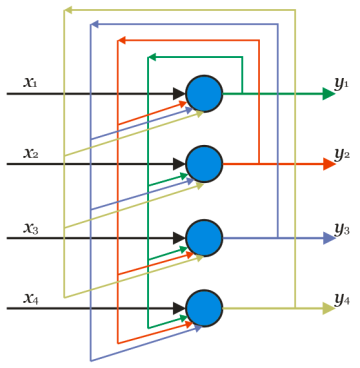 x₁ y₁
x₂ y₂
x₃ y₃
x₄ y₄